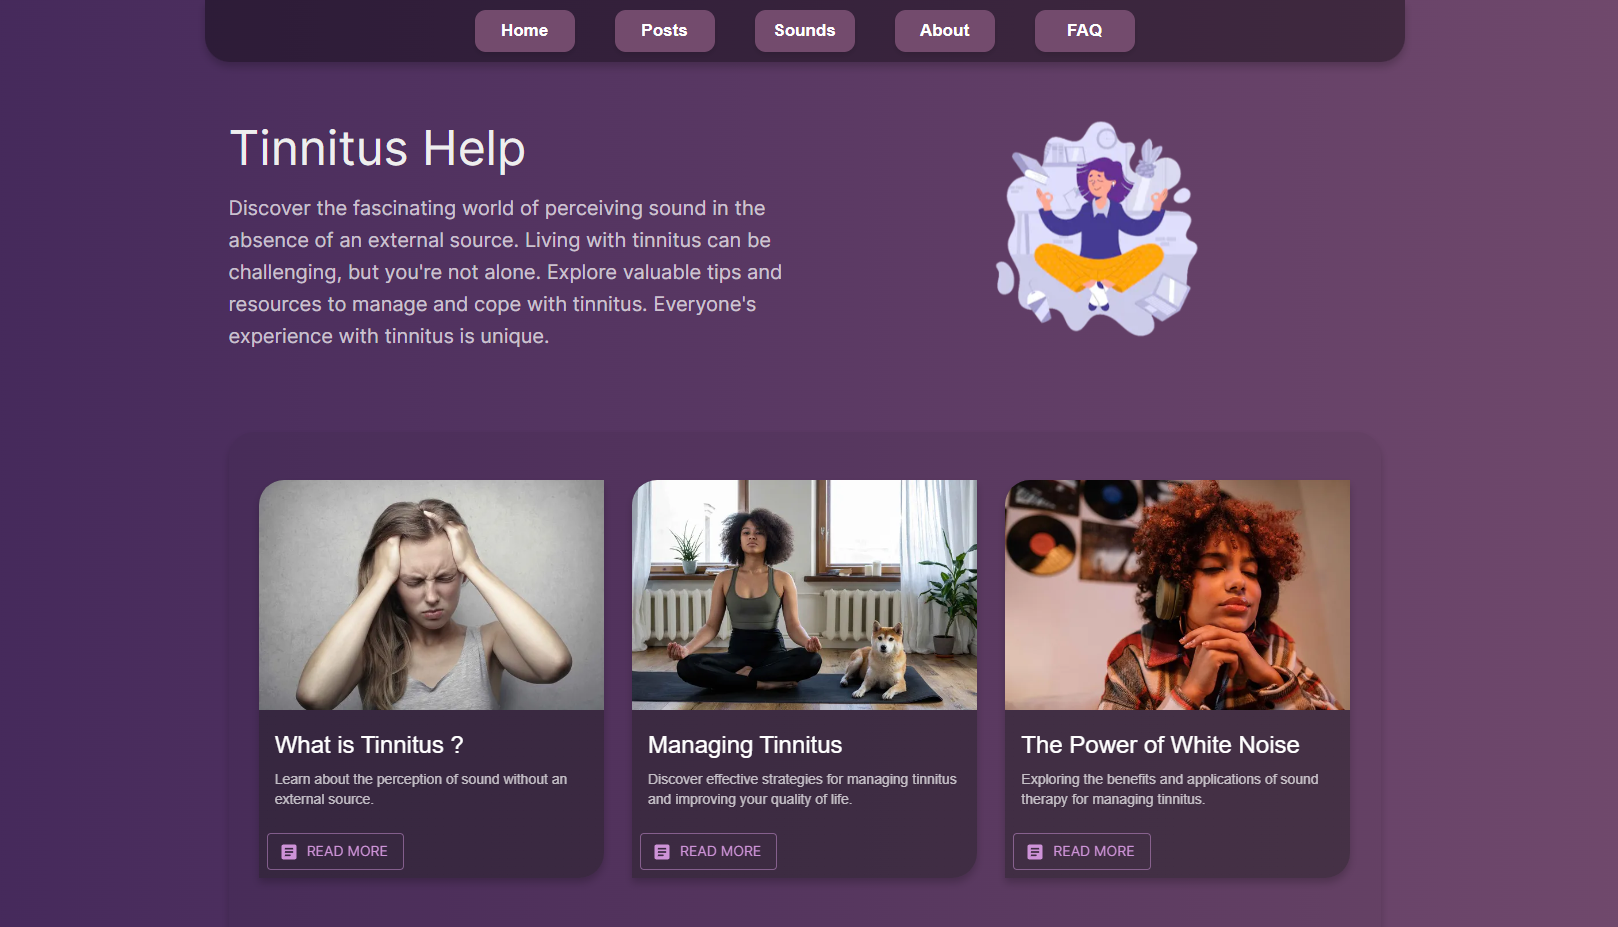 Home Posts Sounds About FAQ
Tinnitus Help
Discover the fascinating world of perceiving sound in the
absence of an external source. Living with tinnitus can be
challenging, but you're not alone. Explore valuable tips and
resources to manage and cope with tinnitus. Everyone's
experience with tinnitus is unique.
What is Tinnitus ?
Learn about the perception of sound without an
external source.
READ MORE
Managing Tinnitus
Discover effective strategies for managing tinnitus
and improving your quality of life.
READ MORE
The Power of White Noise
Exploring the benefits and applications of sound
therapy for managing tinnitus.
READ MORE